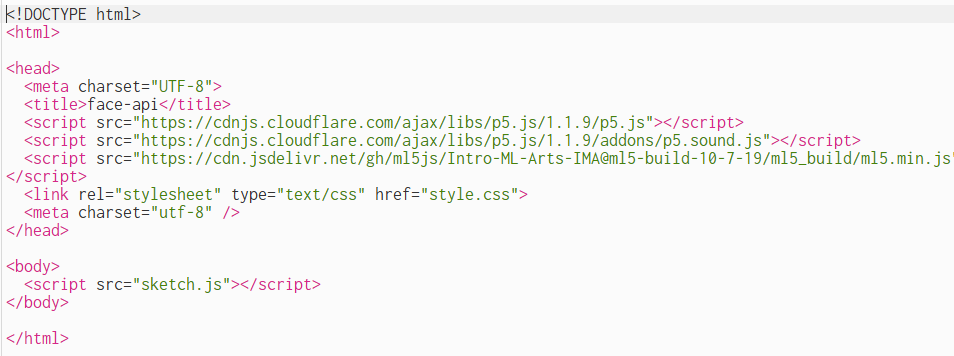 <!DOCTYPE html>
<html>
<head>
<meta charset="UTF-8">
<title>face-api</title>
<script src="https://cdnjs.cloudflare.com/ajax/libs/p5.js/1.1.9/p5.js"></script>
<script src="https://cdnjs.cloudflare.com/ajax/libs/p5.js/1.1.9/addons/p5.sound.js"></script>
<script src="https://cdn.jsdelivr.net/gh/ml5js/Intro-ML-Arts-IMA@ml5-build-10-7-19/ml5_build/ml5.min.js"
</script>
<link rel="stylesheet" type="text/css" href="style.css">
<meta charset="utf-8" />
</head>
<body>
<script src="sketch.js"></script>
</body>
</html>